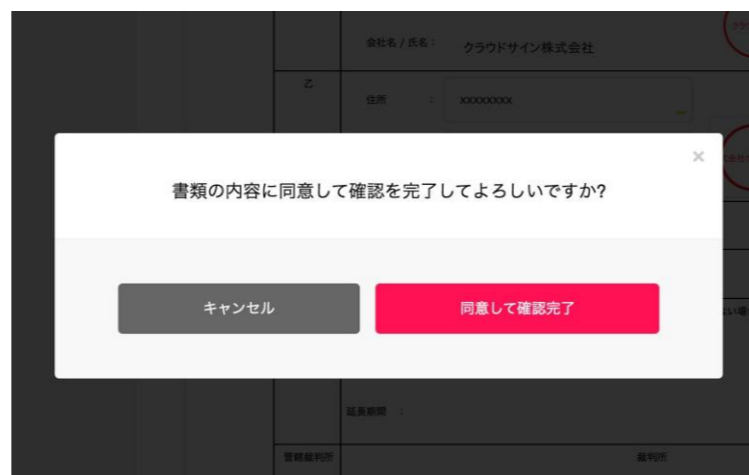 会社名 / 氏名 : クラウドサイン株式会社
乙
住所 : xxxxxxxx
×
書類の内容に同意して確認を完了してよろしいですか?
キャンセル 同意して確認完了
延長期間 :
管轄裁判所 裁判所